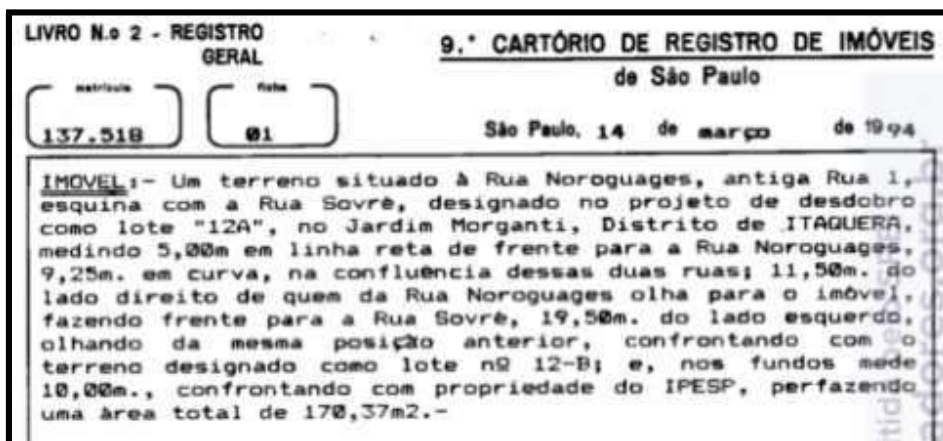 LIVRO N.o 2 - REGISTRO
GERAL
9.° CARTÓRIO DE REGISTRO DE IMÓVEIS
de São Paulo
matrícula
ficha
137.518
01
São Paulo, 14 de março de 1994
IMOVEL:- Um terreno situado à Rua Noroguages, antiga Rua 1,
esquina com a Rua Sovrè, designado no projeto de desdobro
como lote "12A", no Jardim Morganti, Distrito de ITAQUERA,
medindo 5,00m em linha reta de frente para a Rua Noroguages,
9,25m. em curva, na confluência dessas duas ruas; 11,50m. do
lado direito de quem da Rua Noroguages olha para o imòvel,
fazendo frente para a Rua Sovrè, 19,50m. do lado esquerdo,
olhando da mesma posição anterior, confrontando com o
terreno designado como lote nº 12-B; e, nos fundos mede
10,00m., confrontando com propriedade do IPESP, perfazendo
uma àrea total de 170,37m2.-